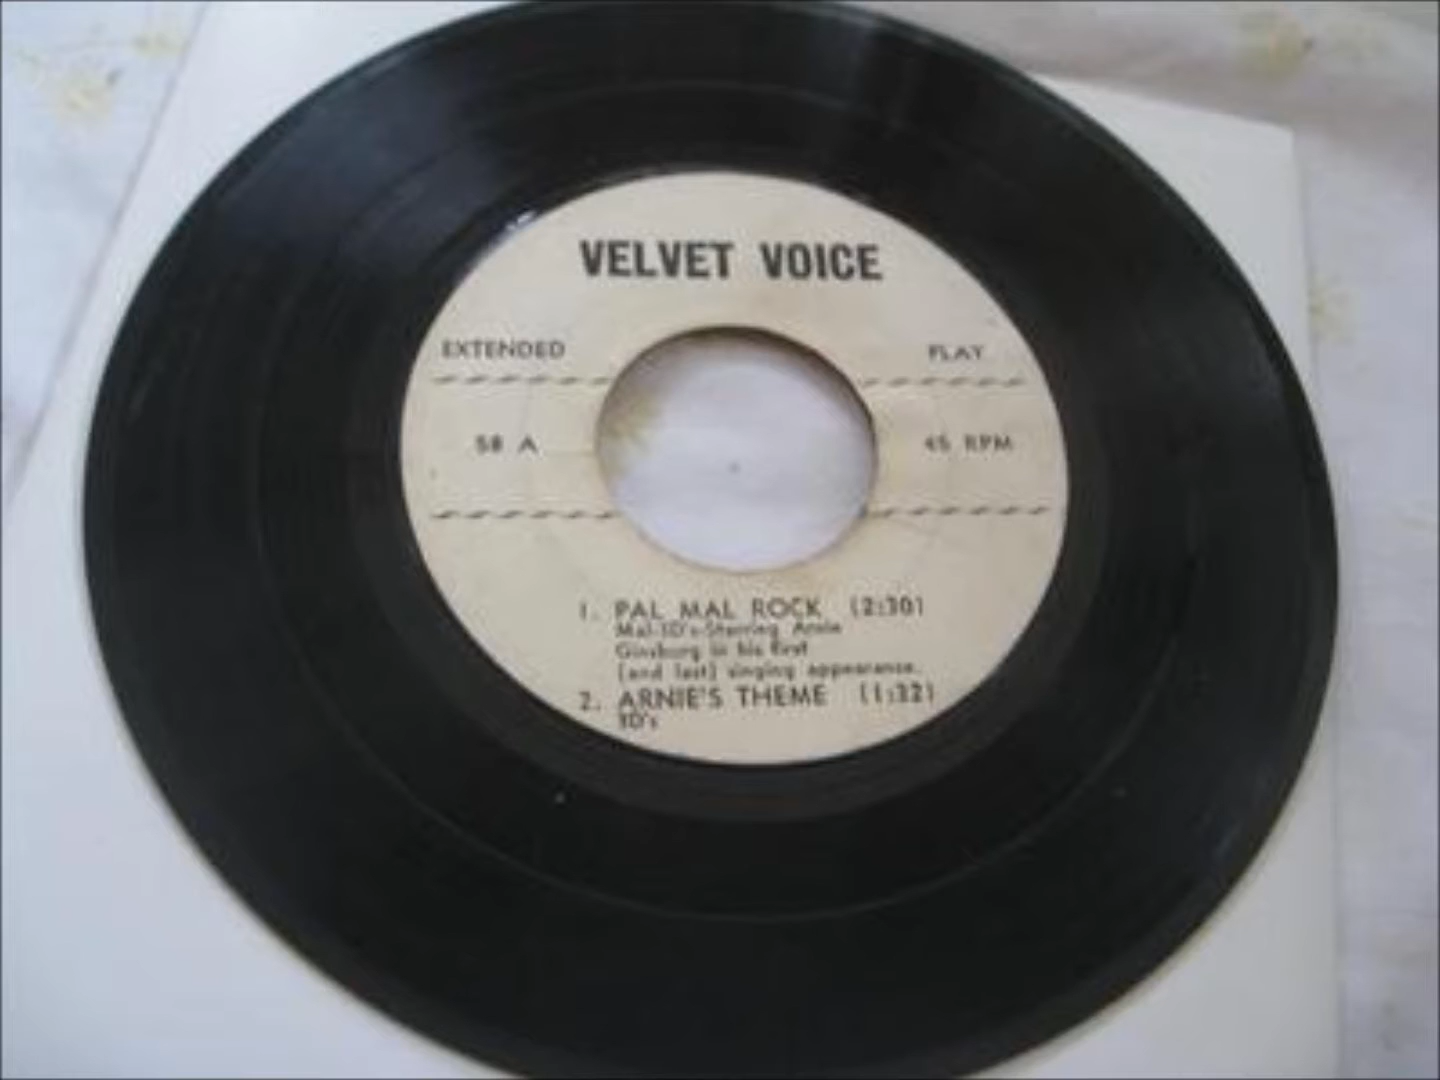 VELVET VOICE
EXTENDED PLAY
58 A 45 RPM
1. PAL MAL ROCK (2:30)
Mal-3D's-Starring Arnie
Ginsburg in his first
(and last) singing appearance.
2. ARNIE'S THEME (1:32)
3D's